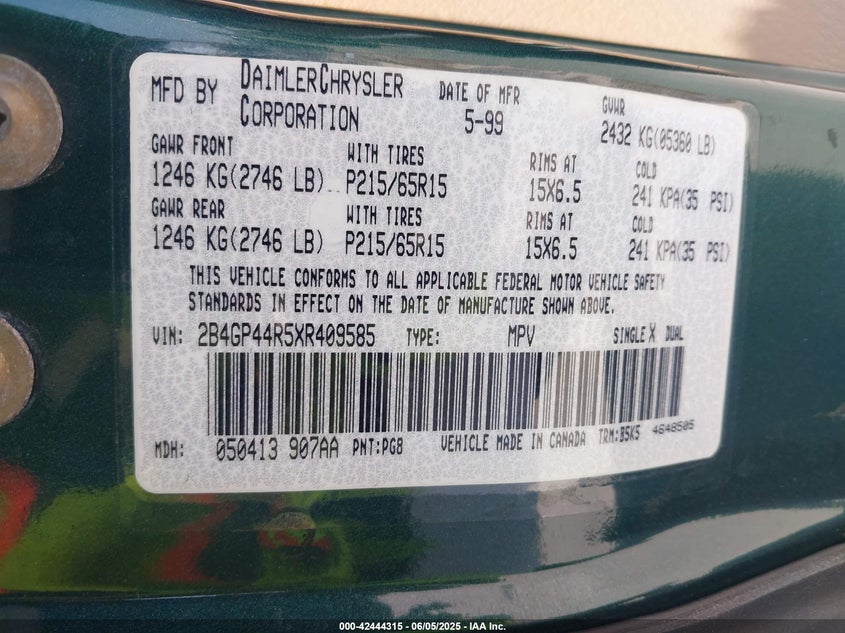 MFD BY DAIMLERCHRYSLER CORPORATION DATE OF MFR 5-99 GVWR 2432 KG(05360 LB)
GAWR FRONT WITH TIRES RIMS AT COLD
1246 KG(2746 LB) P215/65R15 15X6.5 241 KPA(35 PSI)
GAWR REAR WITH TIRES RIMS AT COLD
1246 KG(2746 LB) P215/65R15 15X6.5 241 KPA(35 PSI)
THIS VEHICLE CONFORMS TO ALL APPLICABLE FEDERAL MOTOR VEHICLE SAFETY
STANDARDS IN EFFECT ON THE DATE OF MANUFACTURE SHOWN ABOVE.
VIN: 2B4GP44R5XR409585 TYPE: MPV SINGLE X DUAL
MDH: 050413 907AA PNT:PG8 VEHICLE MADE IN CANADA TRM:B5K5 4648505
000-42444315 - 06/05/2025 - IAA Inc.